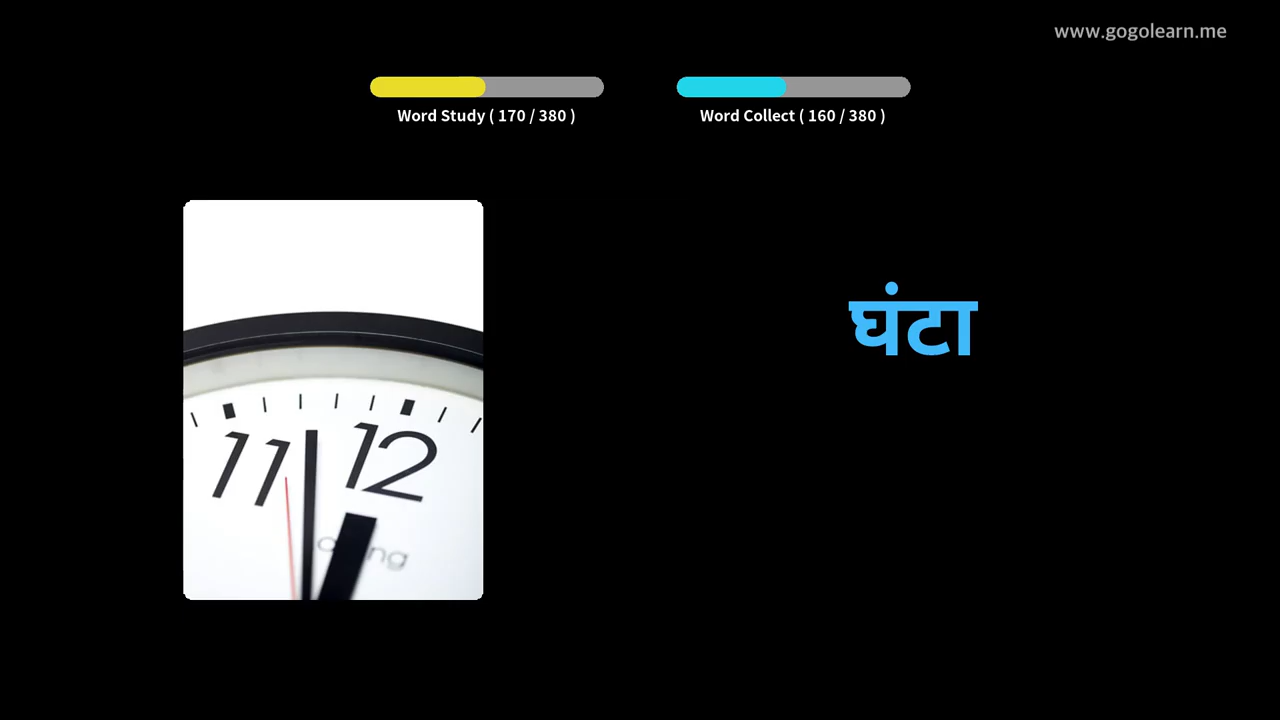 www.gogolearn.me
Word Study ( 170 / 380 )
Word Collect ( 160 / 380 )
घंटा
11
12